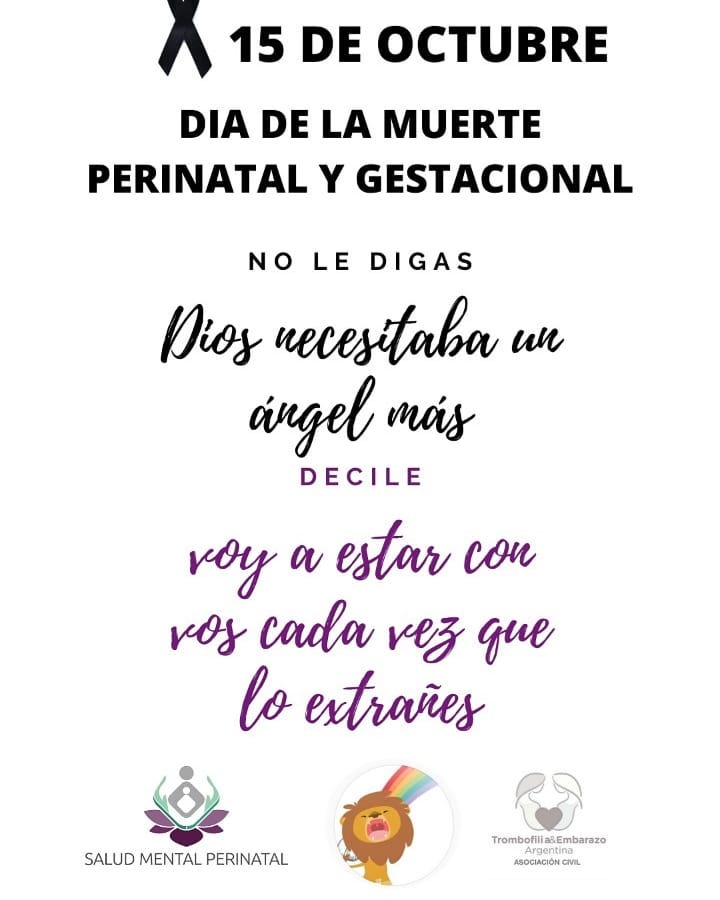 15 DE OCTUBRE
DIA DE LA MUERTE
PERINATAL Y GESTACIONAL
NO LE DIGAS
Dios necesitaba un
ángel más
DECILE
voy a estar con
vos cada vez que
lo extrañes
SALUD MENTAL PERINATAL
Trombofilia&Embarazo
Argentina
ASOCIACIÓN CIVIL